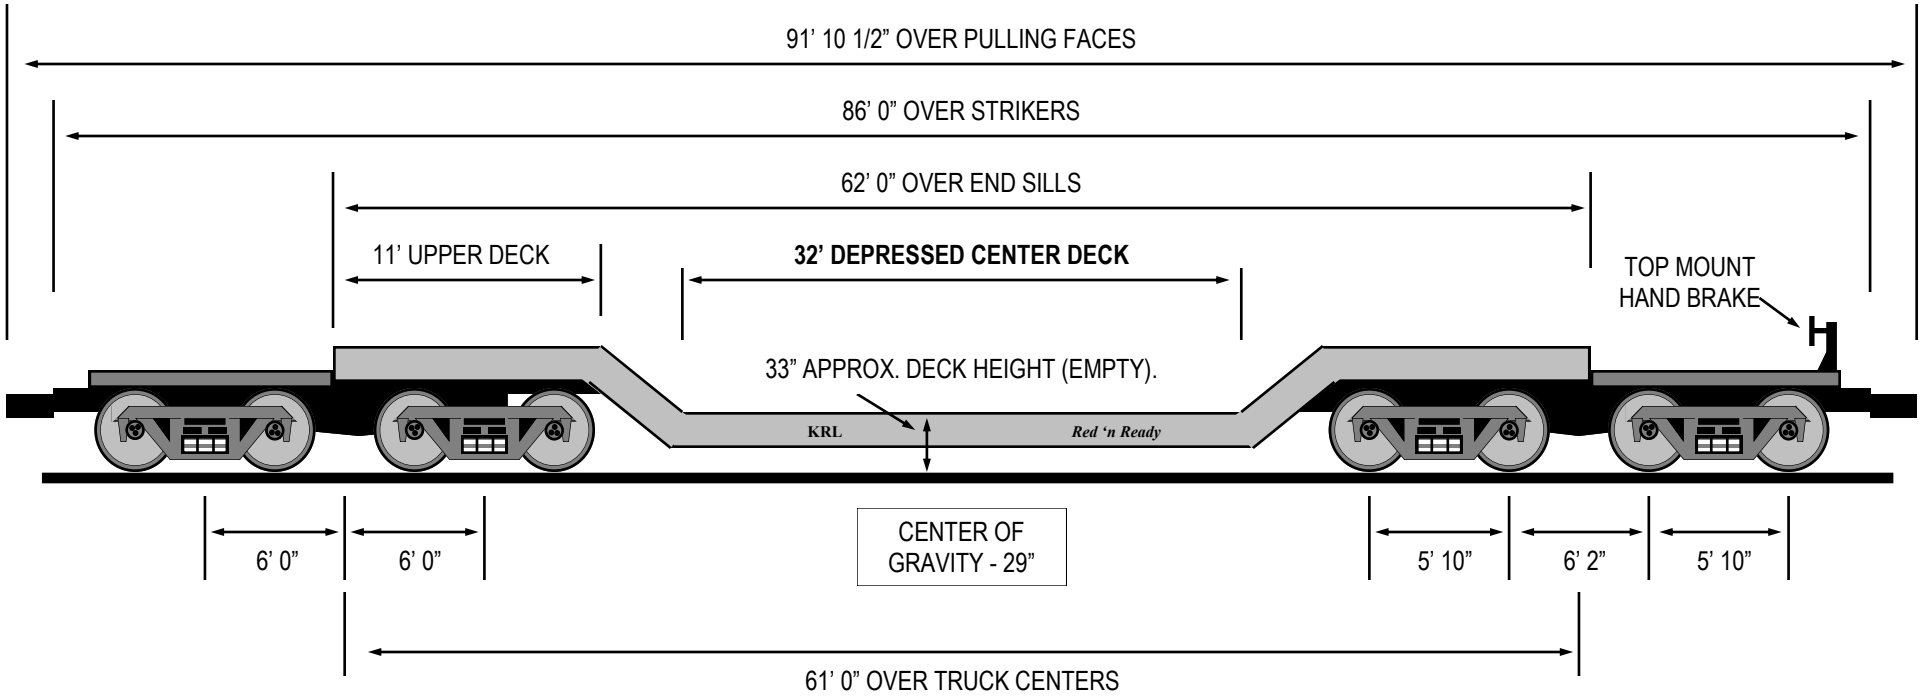 91’ 10 1/2” OVER PULLING FACES
86’ 0” OVER STRIKERS
62’ 0” OVER END SILLS
11’ UPPER DECK
32’ DEPRESSED CENTER DECK
TOP MOUNT
HAND BRAKE
33” APPROX. DECK HEIGHT (EMPTY).
KRL
Red ‘n Ready
CENTER OF
GRAVITY - 29”
6’ 0”
6’ 0”
5’ 10”
6’ 2”
5’ 10”
61’ 0” OVER TRUCK CENTERS